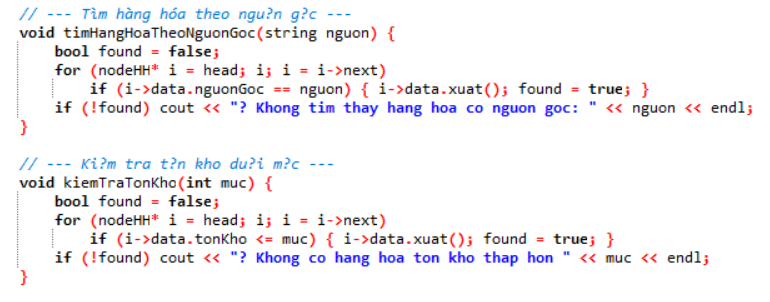 // --- Tìm hàng hóa theo ngu?n g?c ---
void timHangHoaTheoNguonGoc(string nguon) {
    bool found = false;
    for (nodeHH* i = head; i; i = i->next)
        if (i->data.nguonGoc == nguon) { i->data.xuat(); found = true; }
    if (!found) cout << "? Khong tim thay hang hoa co nguon goc: " << nguon << endl;
}
// --- Ki?m tra t?n kho du?i m?c ---
void kiemTraTonKho(int muc) {
    bool found = false;
    for (nodeHH* i = head; i; i = i->next)
        if (i->data.tonKho <= muc) { i->data.xuat(); found = true; }
    if (!found) cout << "? Khong co hang hoa ton kho thap hon " << muc << endl;
}